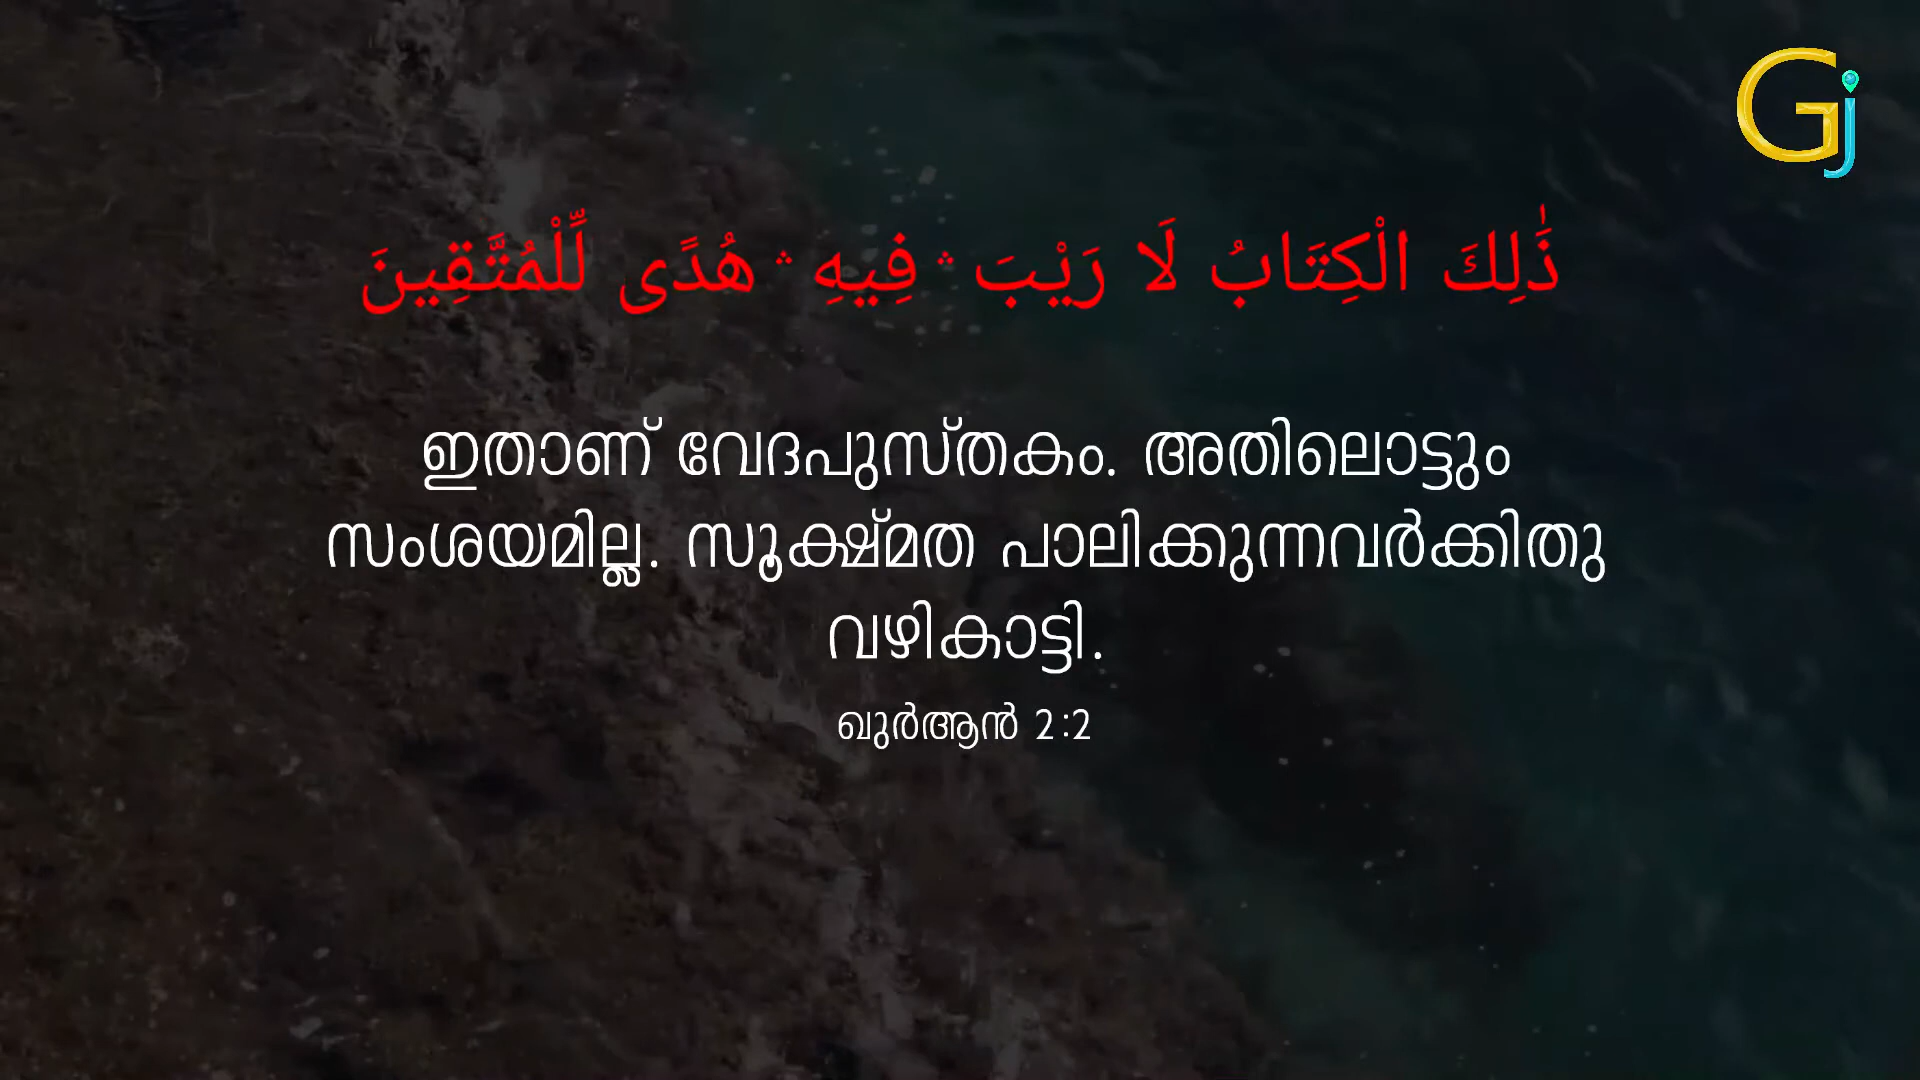 Gj
ذَٰلِكَ الْكِتَابُ لَا رَيْبَ ۛ فِيهِ ۛ هُدًى لِّلْمُتَّقِينَ
ഇതാണ് വേദപുസ്തകം. അതിലൊട്ടും
സംശയമില്ല. സൂക്ഷ്മത പാലിക്കുന്നവർക്കിതു
വഴികാട്ടി.
ഖുർആൻ 2:2